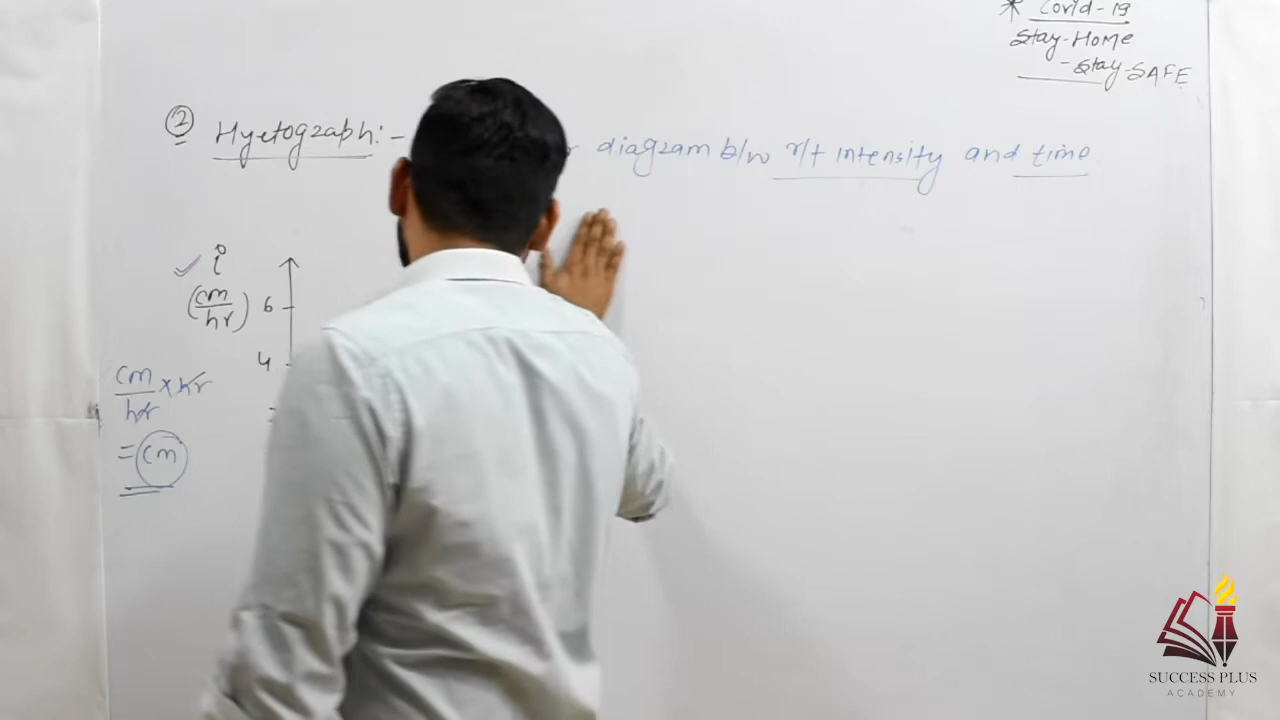 * Covid-19
Stay-Home
-Stay-SAFE
2 Hyetograph:- diagram b/w r/f intensity and time
i
(cm/hr) 6
4
cm/hr × hr
= cm
SUCCESS PLUS
ACADEMY